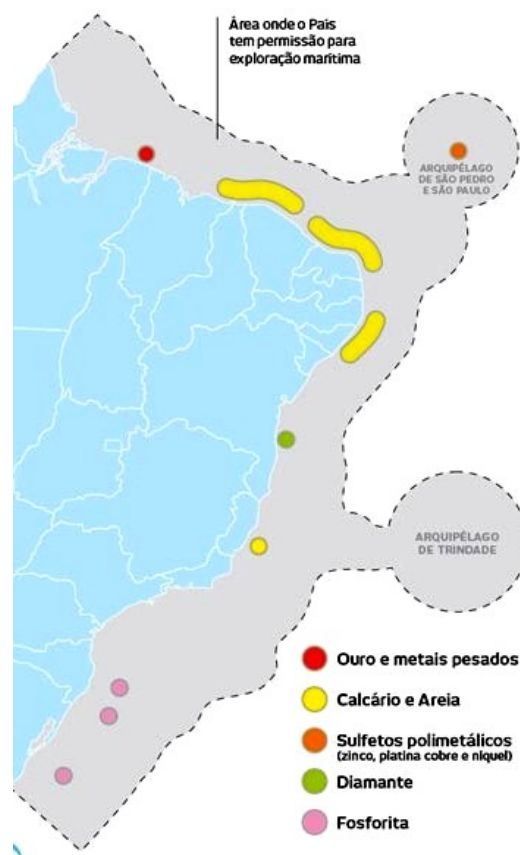 Área onde o País
tem permissão para
exploração marítima
ARQUIPÉLAGO
DE SÃO PEDRO
E SÃO PAULO
ARQUIPÉLAGO
DE TRINDADE
Ouro e metais pesados
Calcário e Areia
Sulfetos polimetálicos
(zinco, platina cobre e níquel)
Diamante
Fosforita